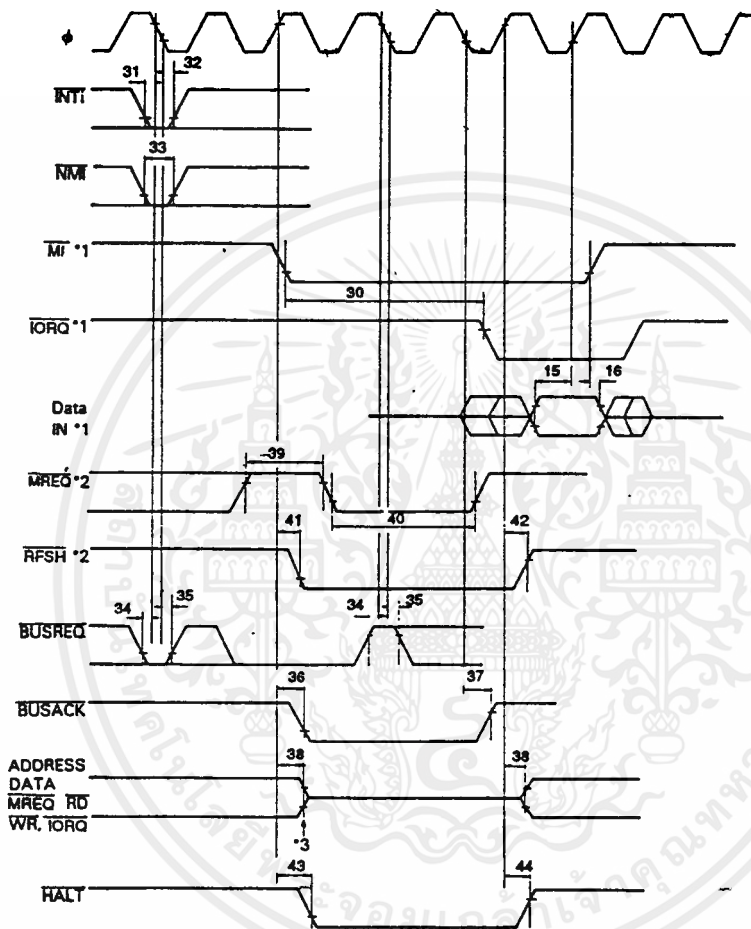 ϕ
31 32
INTi
33
NMI
MI *1
30
IORQ *1
15 16
Data
IN *1
39
MREQ *2
40
41 42
RFSH *2
34 35 34 35
BUSREQ
36 37
BUSACK
38 38
ADDRESS
DATA
MREQ RD
WR, IORQ
*3
43 44
HALT